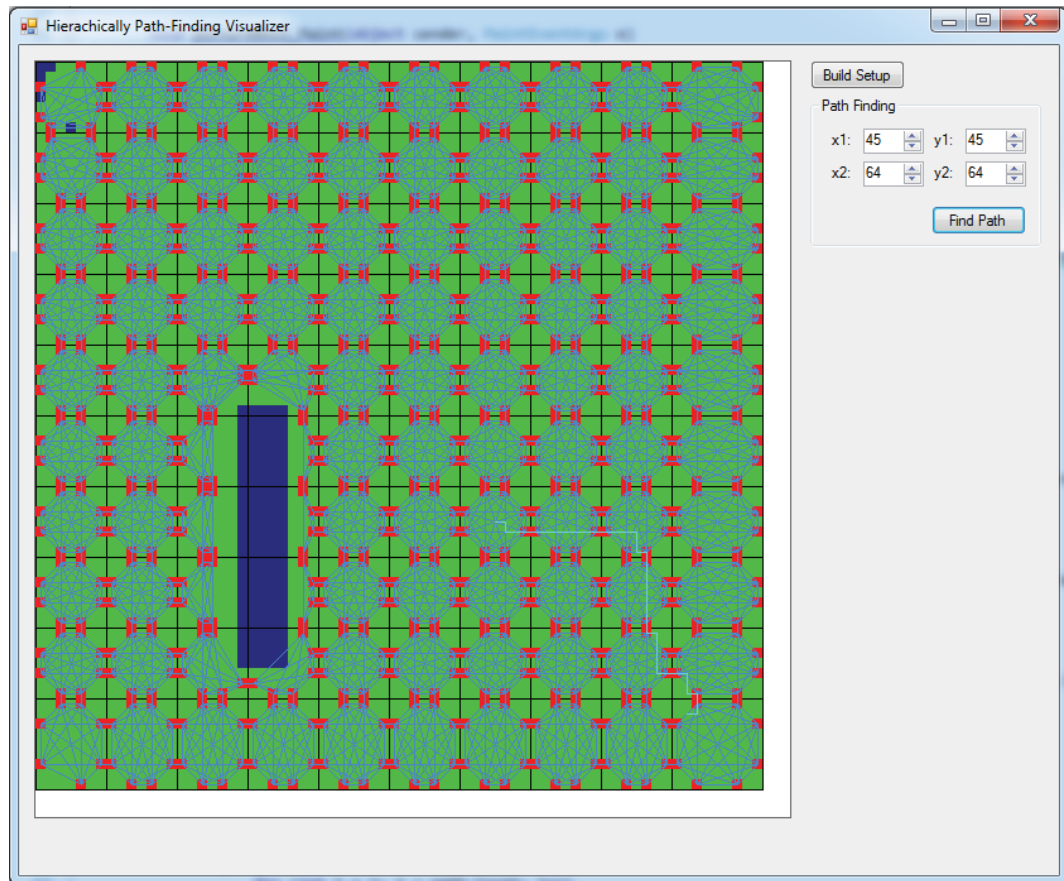 Hierachically Path-Finding Visualizer
Build Setup
Path Finding
x1: 45 y1: 45
x2: 64 y2: 64
Find Path